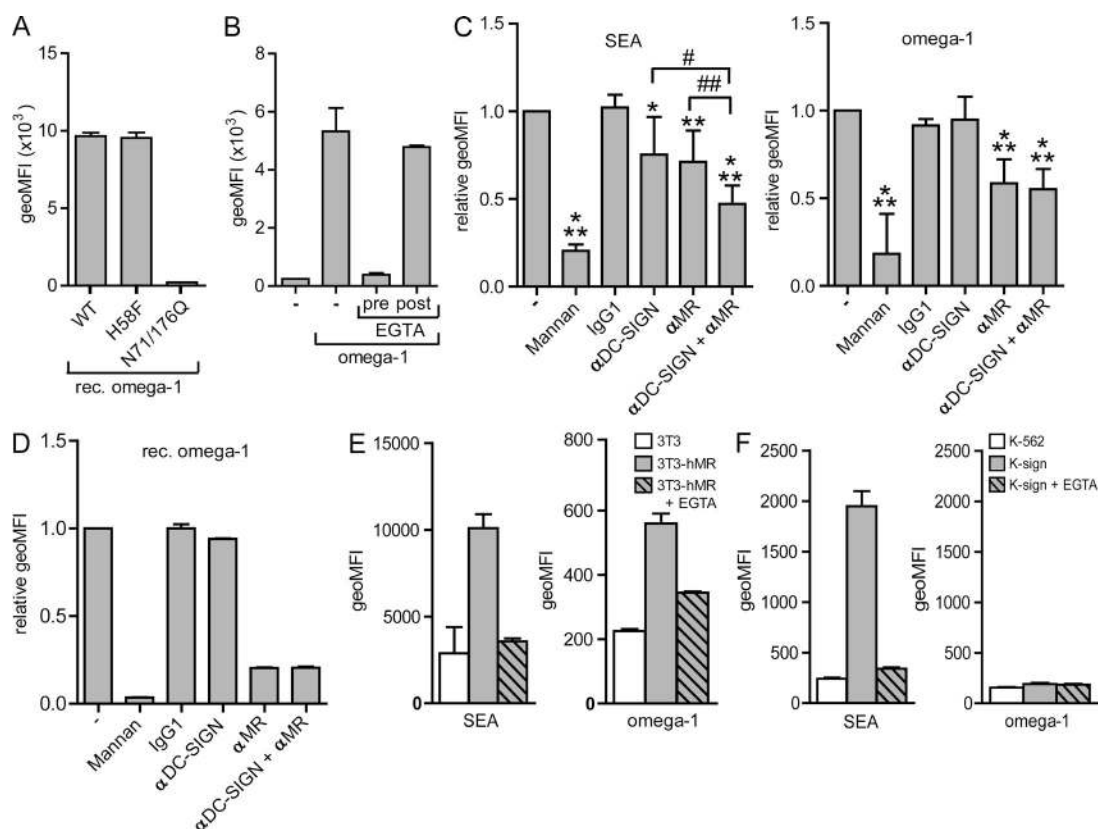 A
geoMFI (x10³)
15
10
5
0
WT
H58F
N71/176Q
rec. omega-1
B
geoMFI (x10³)
8
6
4
2
0
-
-
pre post
EGTA
omega-1
C
SEA
relative geoMFI
1.5
1.0
0.5
0.0
#
##
*
**
*
**
*
**
-
Mannan
IgG1
αDC-SIGN
αMR
αDC-SIGN + αMR
omega-1
relative geoMFI
1.5
1.0
0.5
0.0
*
**
*
**
*
**
-
Mannan
IgG1
αDC-SIGN
αMR
αDC-SIGN + αMR
D
rec. omega-1
relative geoMFI
1.5
1.0
0.5
0.0
-
Mannan
IgG1
αDC-SIGN
αMR
αDC-SIGN + αMR
E
geoMFI
15000
10000
5000
0
SEA
geoMFI
800
600
400
200
0
omega-1
3T3
3T3-hMR
3T3-hMR
+ EGTA
F
geoMFI
2500
2000
1500
1000
500
0
SEA
geoMFI
2500
2000
1500
1000
500
0
omega-1
K-562
K-sign
K-sign + EGTA